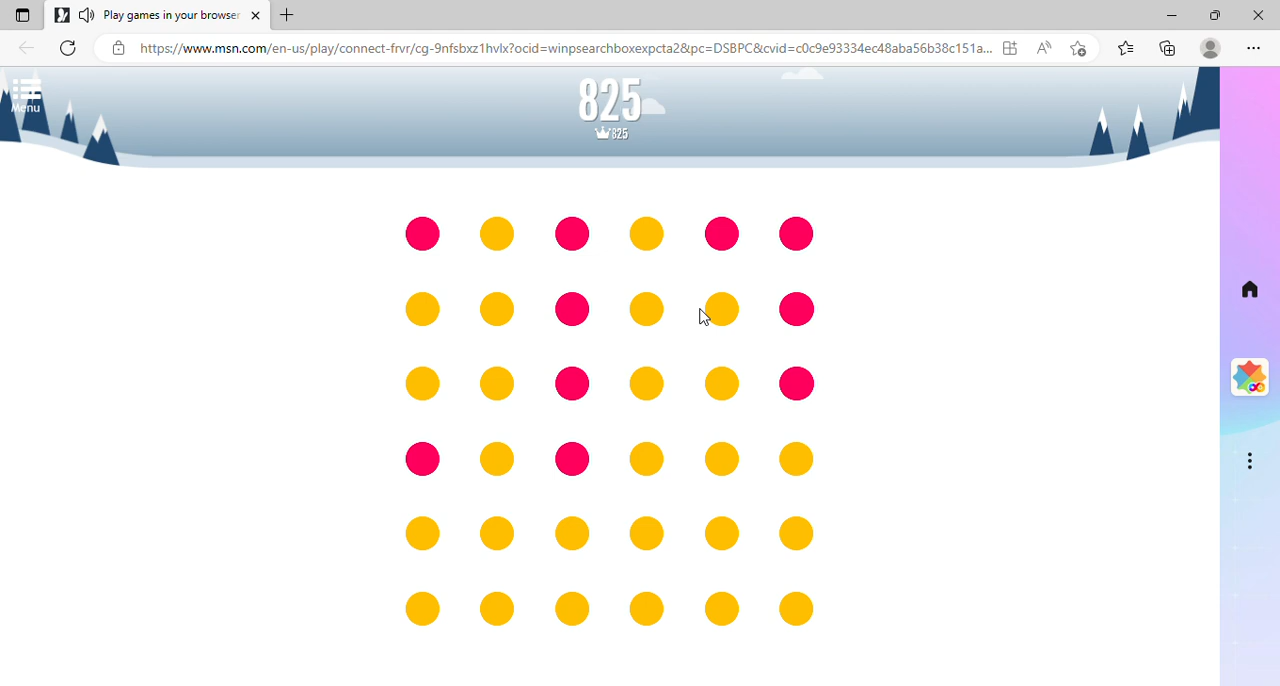 Play games in your browser
https://www.msn.com/en-us/play/connect-frvr/cg-9nfsbxz1hvlx?ocid=winpsearchboxexpcta2&pc=DSBPC&cvid=c0c9e93334ec48aba56b38c151a...
Menu
825
825